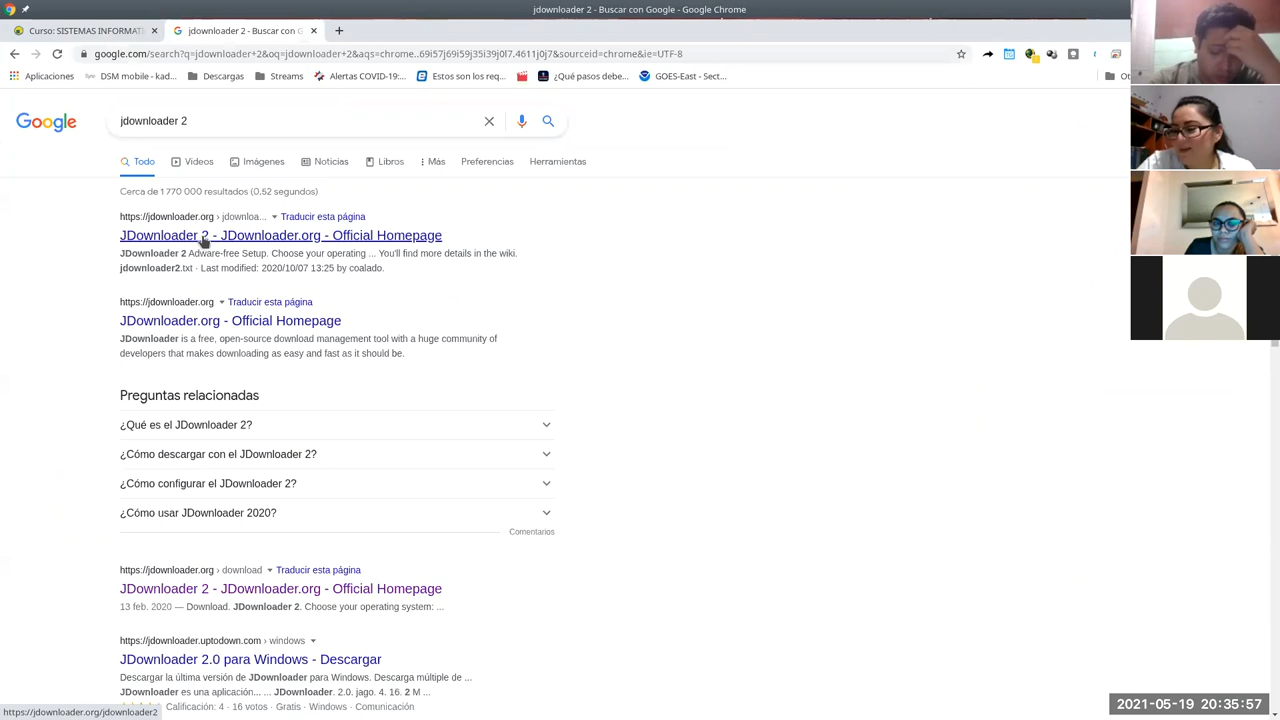 jdownloader 2 - Buscar con Google - Google Chrome
Curso: SISTEMAS INFORMATI
jdownloader 2 - Buscar con G
google.com/search?q=jdownloader+2&oq=jdownloader+2&aqs=chrome..69i57j69i59j35i39j0l7.4611j0j7&sourceid=chrome&ie=UTF-8
Aplicaciones
DSM mobile - kad...
Descargas
Streams
Alertas COVID-19:...
Estos son los req...
¿Qué pasos debe...
GOES-East - Sect...
Ot
Google
jdownloader 2
Todo
Vídeos
Imágenes
Noticias
Libros
Más
Preferencias
Herramientas
Cerca de 1 770 000 resultados (0,52 segundos)
https://jdownloader.org › jdownloa... Traducir esta página
JDownloader 2 - JDownloader.org - Official Homepage
JDownloader 2 Adware-free Setup. Choose your operating ... You'll find more details in the wiki.
jdownloader2.txt · Last modified: 2020/10/07 13:25 by coalado.
https://jdownloader.org Traducir esta página
JDownloader.org - Official Homepage
JDownloader is a free, open-source download management tool with a huge community of
developers that makes downloading as easy and fast as it should be.
Preguntas relacionadas
¿Qué es el JDownloader 2?
¿Cómo descargar con el JDownloader 2?
¿Cómo configurar el JDownloader 2?
¿Cómo usar JDownloader 2020?
Comentarios
https://jdownloader.org › download Traducir esta página
JDownloader 2 - JDownloader.org - Official Homepage
13 feb. 2020 — Download. JDownloader 2. Choose your operating system: ...
https://jdownloader.uptodown.com › windows
JDownloader 2.0 para Windows - Descargar
Descargar la última versión de JDownloader para Windows. Descarga múltiple de ...
JDownloader es una aplicación... ... JDownloader. 2.0. jago. 4. 16. 2 M ...
Calificación: 4 · 16 votos · Gratis · Windows · Comunicación
https://jdownloader.org/jdownloader2
2021-05-19 20:35:57